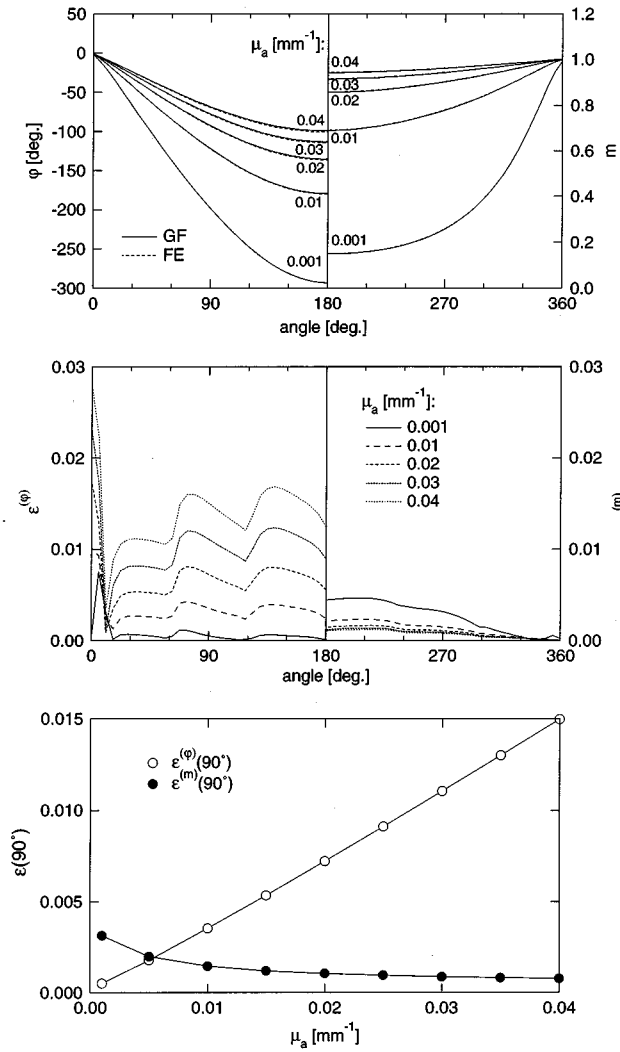 μa [mm-1]:
0
-50
-100
-150
-200
-250
-300
φ [deg.]
0.04
0.03
0.02
0.01
0.001
GF
FE
0.04
0.03
0.02
0.01
0.001
1.2
1.0
0.8
0.6
0.4
0.2
0.0
m
0 90 180 270 360
angle [deg.] angle [deg.]
0.03
0.02
0.01
0.00
ε(φ)
μa [mm-1]:
0.001
0.01
0.02
0.03
0.04
0.03
0.02
0.01
0.00
(m)
0 90 180 270 360
angle [deg.] angle [deg.]
0.015
0.010
0.005
0.000
ε(90°)
ε(φ)(90°)
ε(m)(90°)
0.00 0.01 0.02 0.03 0.04
μa [mm-1]